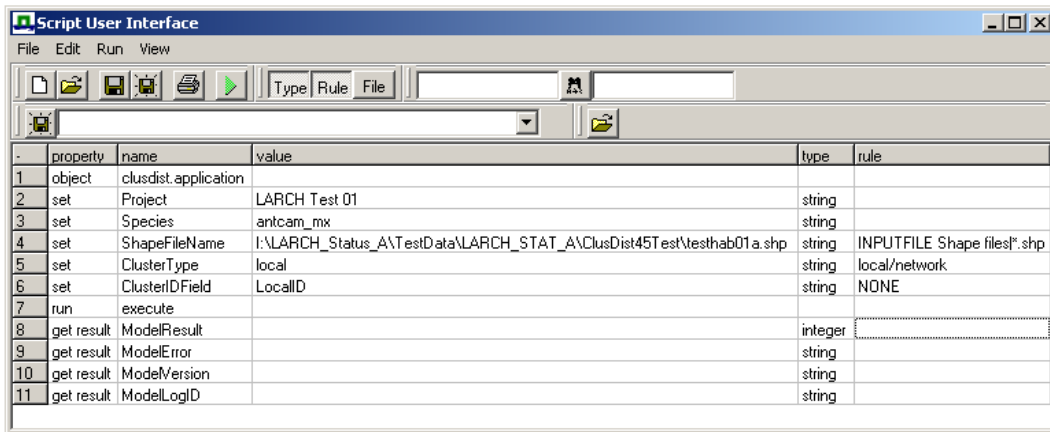 Script User Interface
File Edit Run View
Type Rule File
- property name value type rule
1 object clusdist.application
2 set Project LARCH Test 01 string
3 set Species antcam_mx string
4 set ShapeFileName I:\LARCH_Status_A\TestData\LARCH_STAT_A\ClusDist45Test\testhab01a.shp string INPUTFILE Shape files|*.shp
5 set ClusterType local string local/network
6 set ClusterIDField LocalID string NONE
7 run execute
8 get result ModelResult integer
9 get result ModelError string
10 get result ModelVersion string
11 get result ModelLogID string